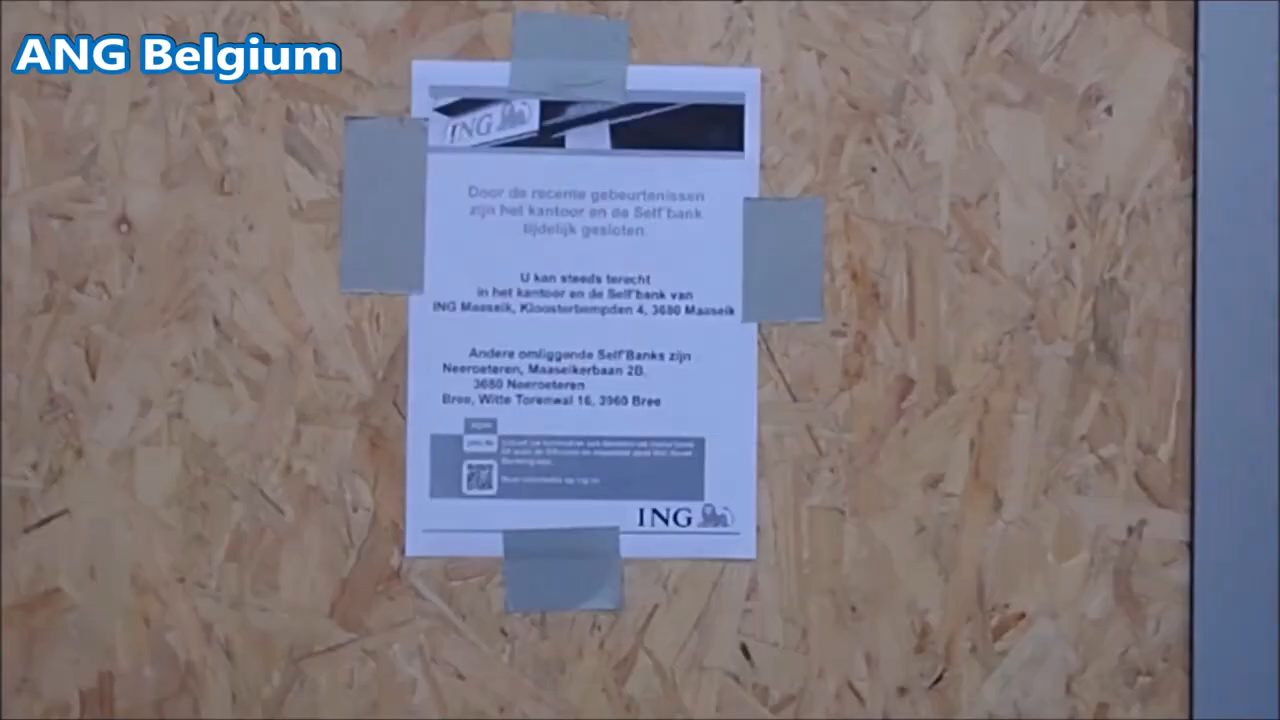 ANG Belgium
ING
Door de recente gebeurtenissen
zijn het kantoor en de Self'bank
tijdelijk gesloten.
U kan steeds terecht
in het kantoor en de Self'bank van
ING Maaseik, Kloosterbempden 4, 3680 Maaseik
Andere omliggende Self'Banks zijn
Neeroeteren, Maaseikerbaan 2B,
3680 Neeroeteren
Bree, Witte Torenwal 16, 3960 Bree
ING